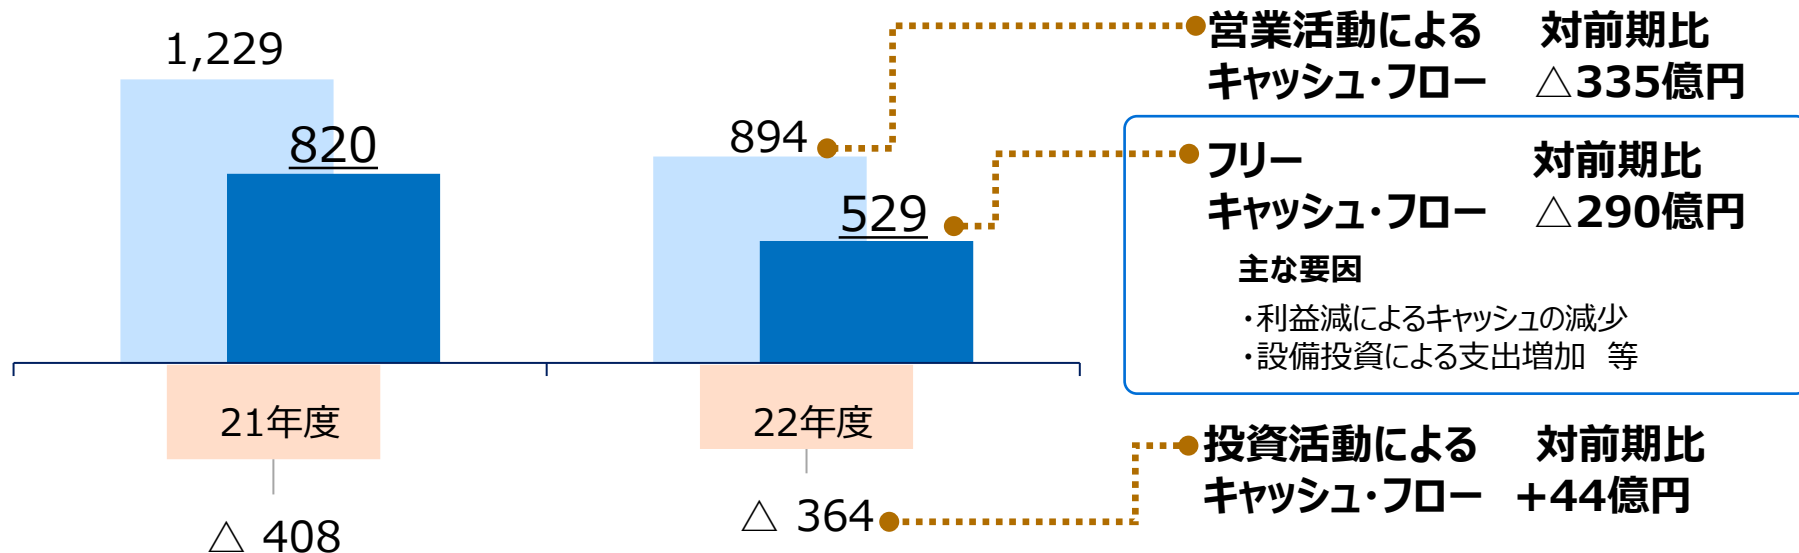 1,229
820
21年度
△ 408
894
529
22年度
△ 364
営業活動による 対前期比
キャッシュ・フロー △335億円
フリー 対前期比
キャッシュ・フロー △290億円
主な要因
・利益減によるキャッシュの減少
・設備投資による支出増加 等
投資活動による 対前期比
キャッシュ・フロー +44億円